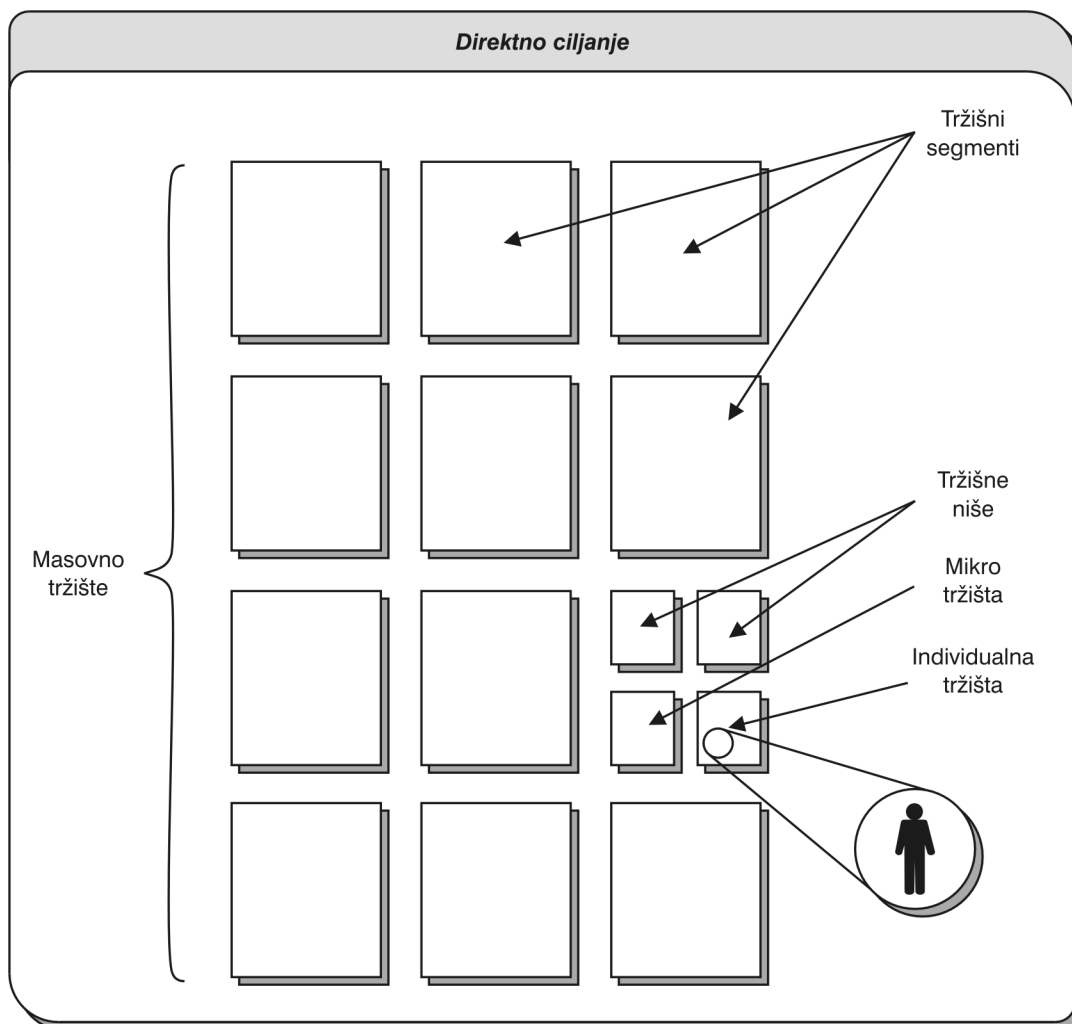 Direktno ciljanje
Tržišni
segmenti
Tržišne
niše
Masovno
tržište
Mikro
tržišta
Individualna
tržišta